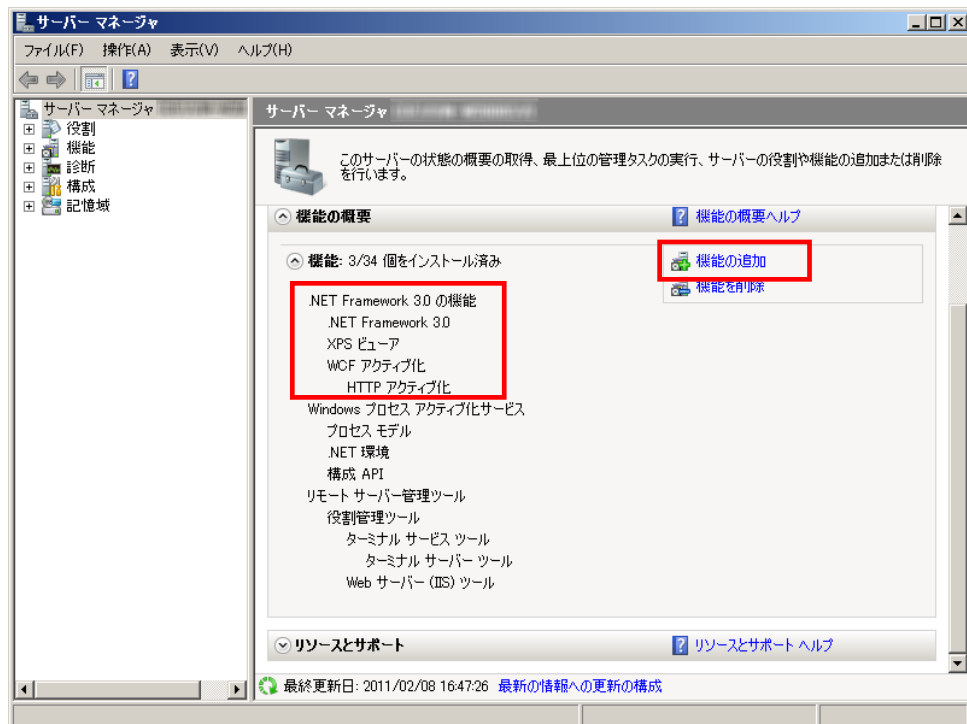 サーバー マネージャ
ファイル(F) 操作(A) 表示(V) ヘルプ(H)
サーバー マネージャ
役割
機能
診断
構成
記憶域
サーバー マネージャ
このサーバーの状態の概要の取得、最上位の管理タスクの実行、サーバーの役割や機能の追加または削除
を行います。
機能の概要
機能の概要ヘルプ
機能: 3/34 個をインストール済み
機能の追加
機能を削除
.NET Framework 3.0 の機能
.NET Framework 3.0
XPS ビューア
WCF アクティブ化
HTTP アクティブ化
Windows プロセス アクティブ化サービス
プロセス モデル
.NET 環境
構成 API
リモート サーバー管理ツール
役割管理ツール
ターミナル サービス ツール
ターミナル サーバー ツール
Web サーバー (IIS) ツール
リソースとサポート
リソースとサポート ヘルプ
最終更新日: 2011/02/08 16:47:26 最新の情報への更新の構成